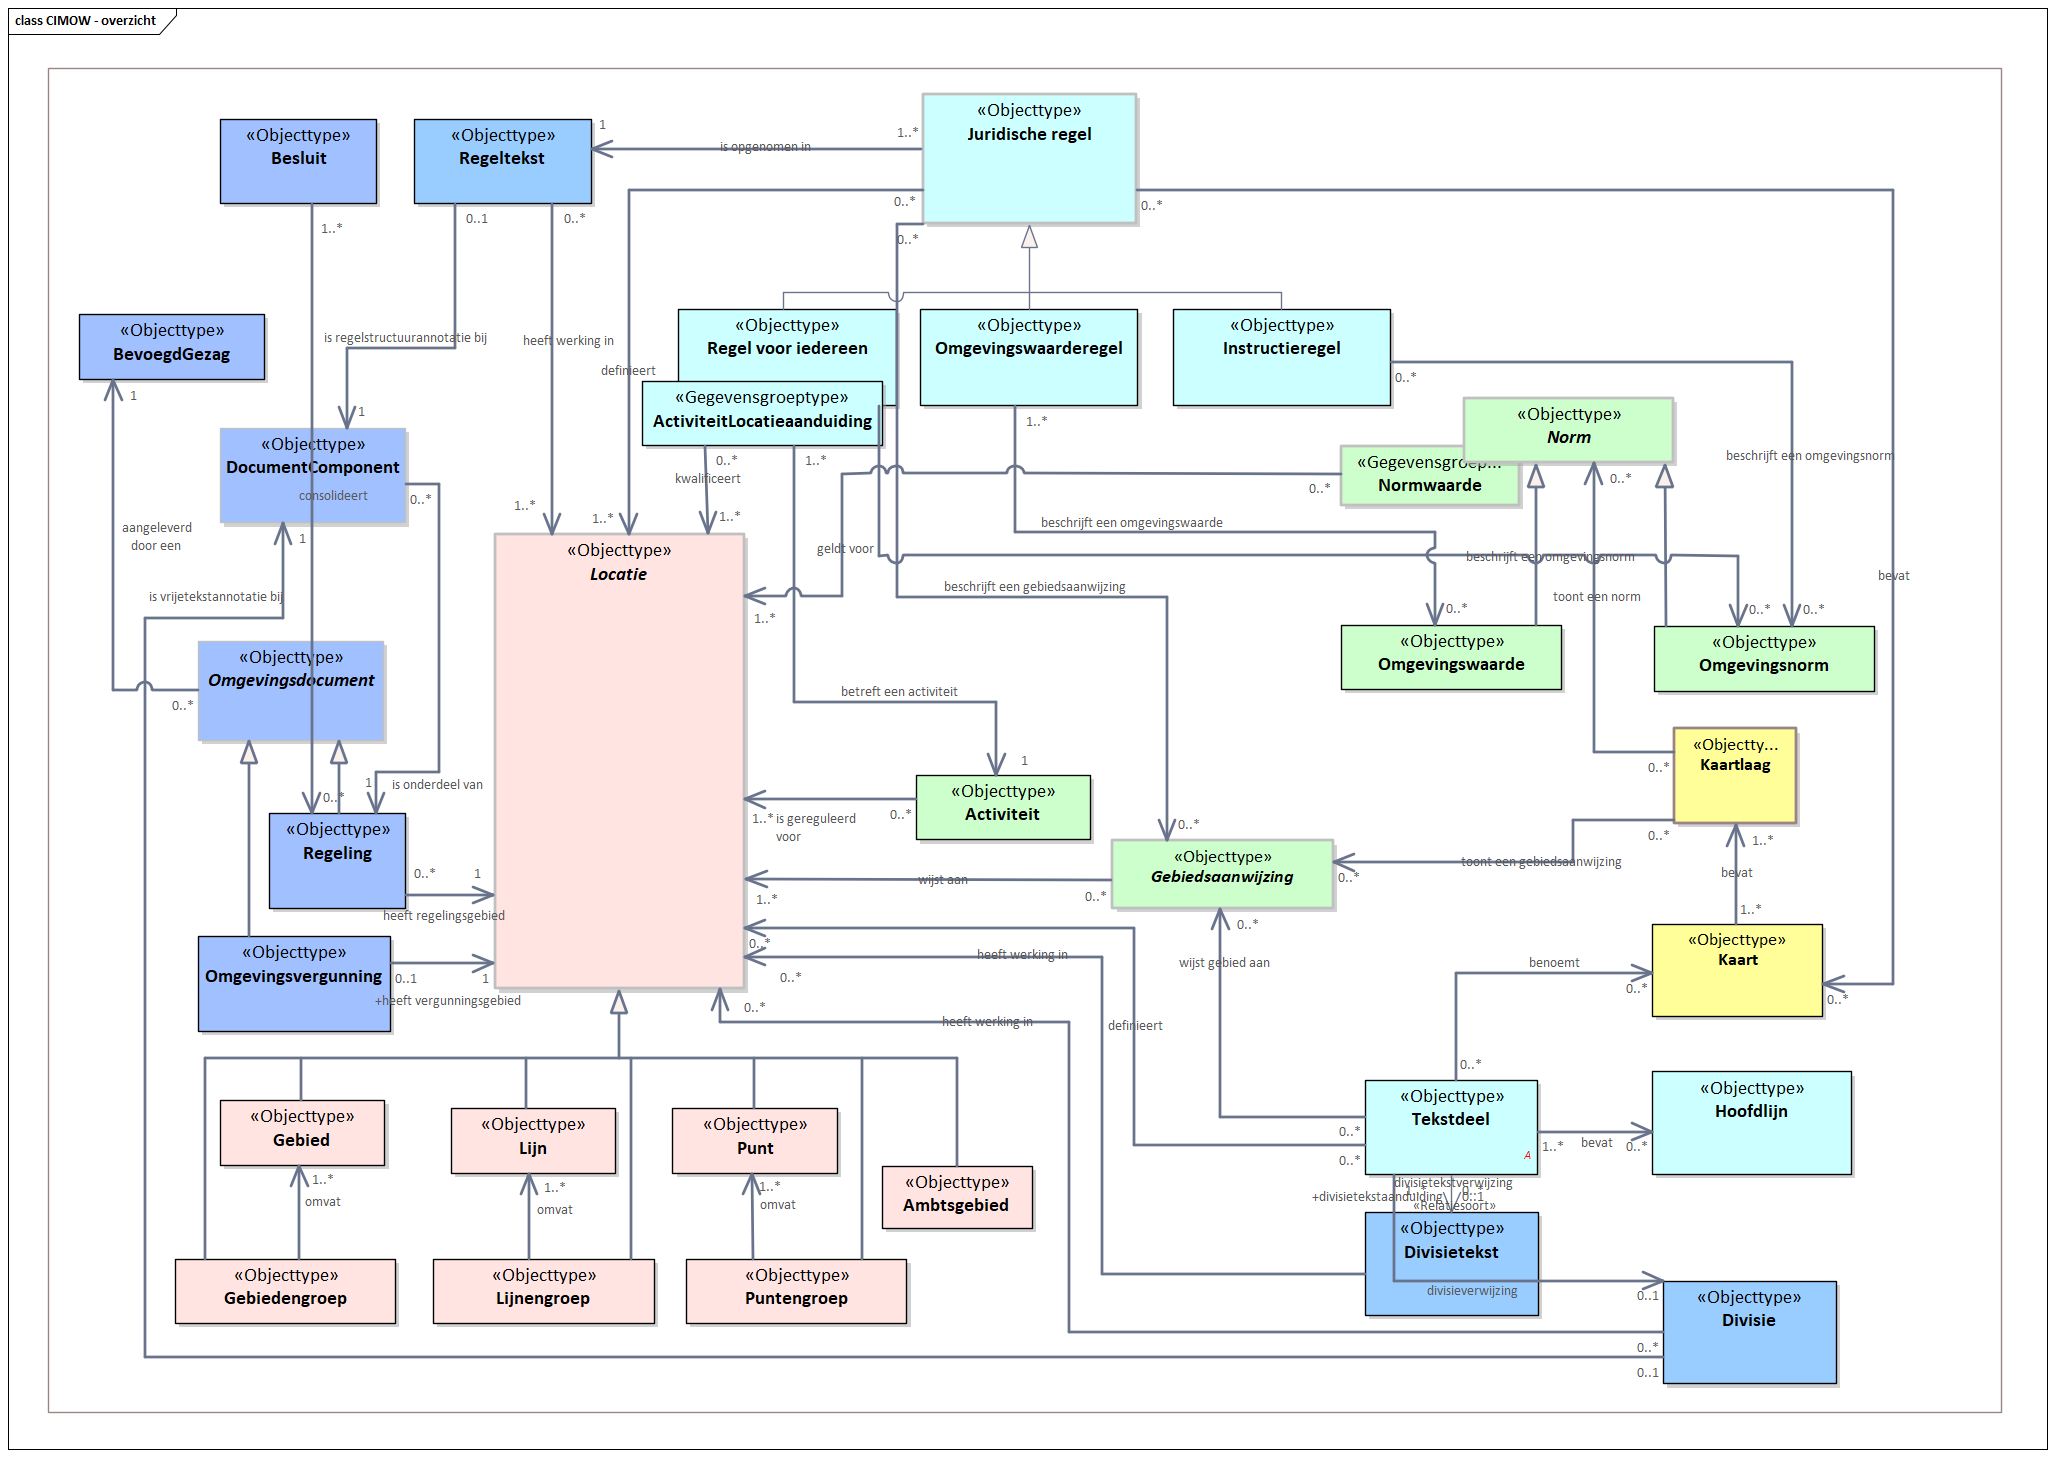 class CIMOW - overzicht
«Objecttype»
Besluit
1..*
«Objecttype»
Regeltekst
1
0..1
0..*
is opgenomen in
1..*
«Objecttype»
Juridische regel
0..*
0..*
0..*
«Objecttype»
BevoegdGezag
1
is regelstructuurannotatie bij
heeft werking in
definieert
«Objecttype»
Regel voor iedereen
«Gegevensgroeptype»
ActiviteitLocatieaanduiding
0..*
1..*
kwalificeert
«Objecttype»
Omgevingswaarderegel
1..*
«Objecttype»
Instructieregel
0..*
«Objecttype»
Norm
0..*
«Gegevensgroep...
Normwaarde
0..*
beschrijft een omgevingsnorm
1
«Objecttype»
DocumentComponent
consolideert
0..*
1
aangeleverd
door een
is vrijetekstannotatie bij
1..*
1..*
1..*
«Objecttype»
Locatie
geldt voor
beschrijft een omgevingswaarde
beschrijft een omgevingsnorm
beschrijft een gebiedsaanwijzing
toont een norm
bevat
1..*
0..*
0..*
0..*
«Objecttype»
Omgevingswaarde
«Objecttype»
Omgevingsnorm
«Objecttype»
Omgevingsdocument
0..*
betreft een activiteit
1
«Objecttype»
Activiteit
0..*
1..*
is gereguleerd
voor
«Objectty...
Kaartlaag
0..*
0..*
1..*
is onderdeel van
1
0..*
«Objecttype»
Regeling
0..*
1
heeft regelingsgebied
0..*
«Objecttype»
Gebiedsaanwijzing
0..*
wijst aan
1..*
toont een gebiedsaanwijzing
0..*
bevat
1..*
«Objecttype»
Kaart
0..*
0..*
benoemt
0..*
«Objecttype»
Omgevingsvergunning
0..1
1
+heeft vergunningsgebied
0..*
0..*
0..*
heeft werking in
heeft werking in
definieert
0..*
wijst gebied aan
«Objecttype»
Gebied
1..*
omvat
«Objecttype»
Lijn
1..*
omvat
«Objecttype»
Punt
1..*
omvat
«Objecttype»
Ambtsgebied
«Objecttype»
Gebiedengroep
«Objecttype»
Lijnengroep
«Objecttype»
Puntengroep
«Objecttype»
Tekstdeel
A
0..*
0..*
1..*
bevat
0..*
«Objecttype»
Hoofdlijn
divisietekstverwijzing
+divisietekstaanduiding
0..1
«Relatiesoort»
«Objecttype»
Divisietekst
divisieverwijzing
0..1
«Objecttype»
Divisie
0..*
0..1